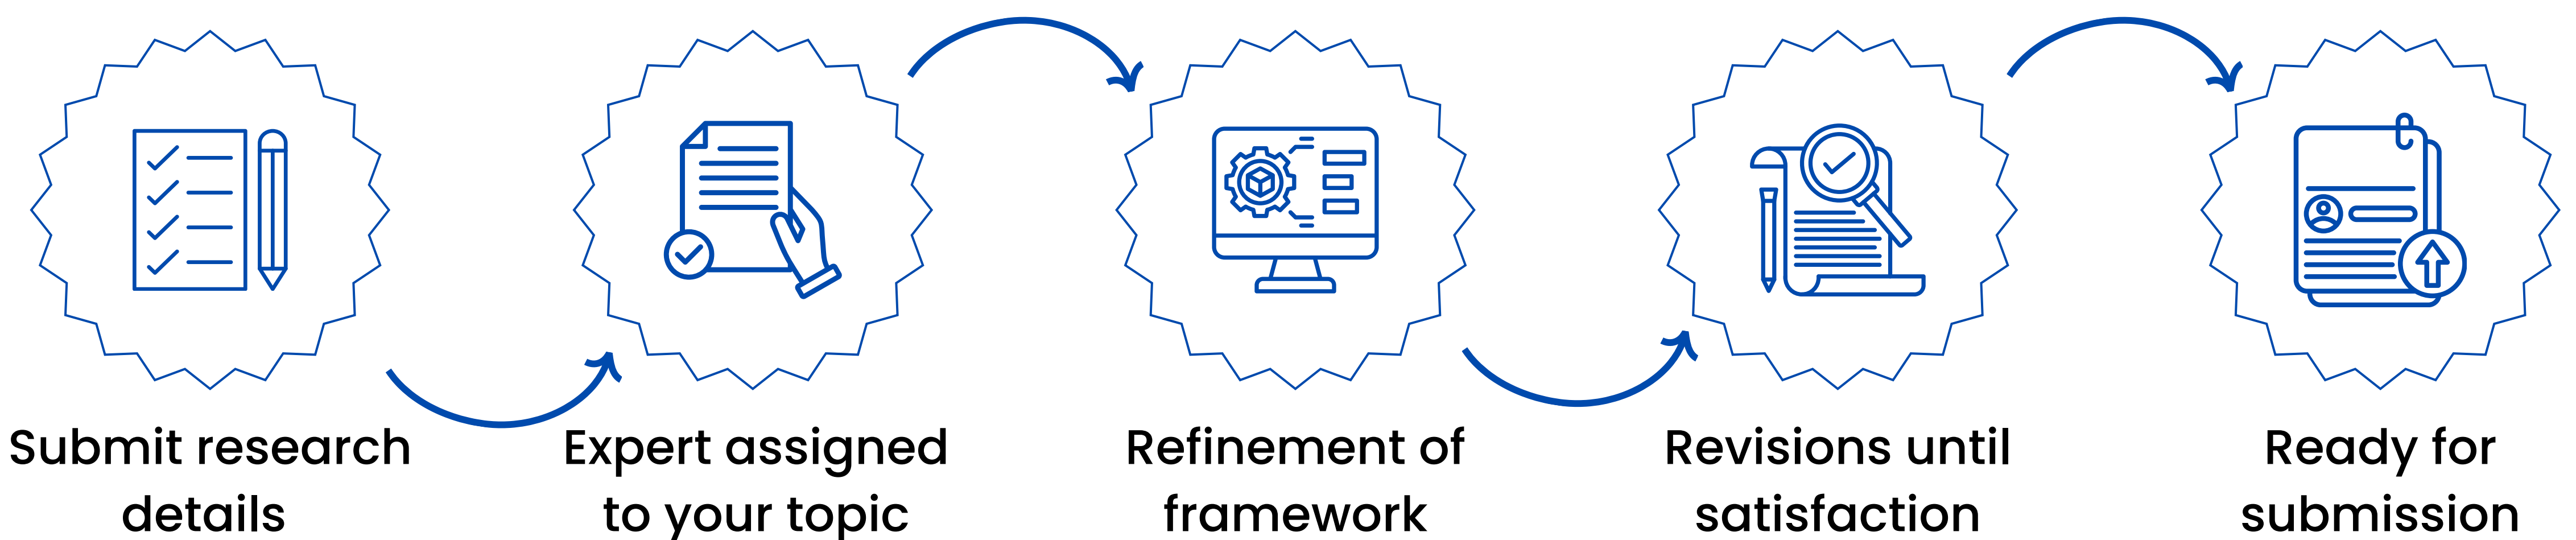 Submit research
details
Expert assigned
to your topic
Refinement of
framework
Revisions until
satisfaction
Ready for
submission